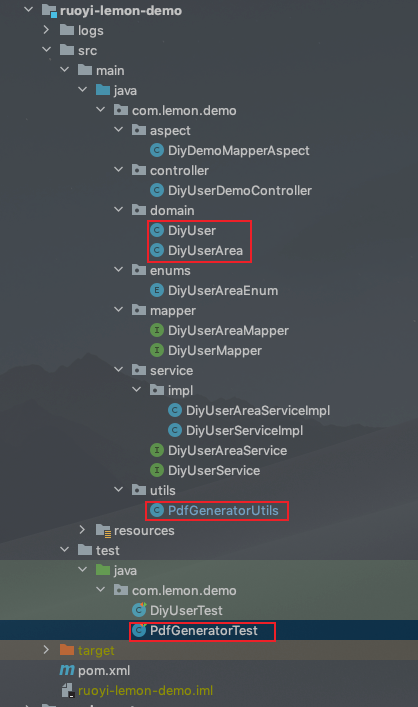 ruoyi-lemon-demo
logs
src
main
java
com.lemon.demo
aspect
DiyDemoMapperAspect
controller
DiyUserDemoController
domain
DiyUser
DiyUserArea
enums
DiyUserAreaEnum
mapper
DiyUserAreaMapper
DiyUserMapper
service
impl
DiyUserAreaServiceImpl
DiyUserServiceImpl
DiyUserAreaService
DiyUserService
utils
PdfGeneratorUtils
resources
test
java
com.lemon.demo
DiyUserTest
PdfGeneratorTest
target
pom.xml
ruoyi-lemon-demo.iml